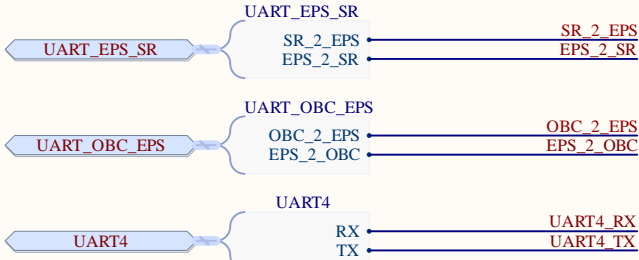 UART_EPS_SR
UART_EPS_SR
SR_2_EPS
SR_2_EPS
EPS_2_SR
EPS_2_SR
UART_OBC_EPS
UART_OBC_EPS
OBC_2_EPS
OBC_2_EPS
EPS_2_OBC
EPS_2_OBC
UART4
UART4
RX
UART4_RX
TX
UART4_TX